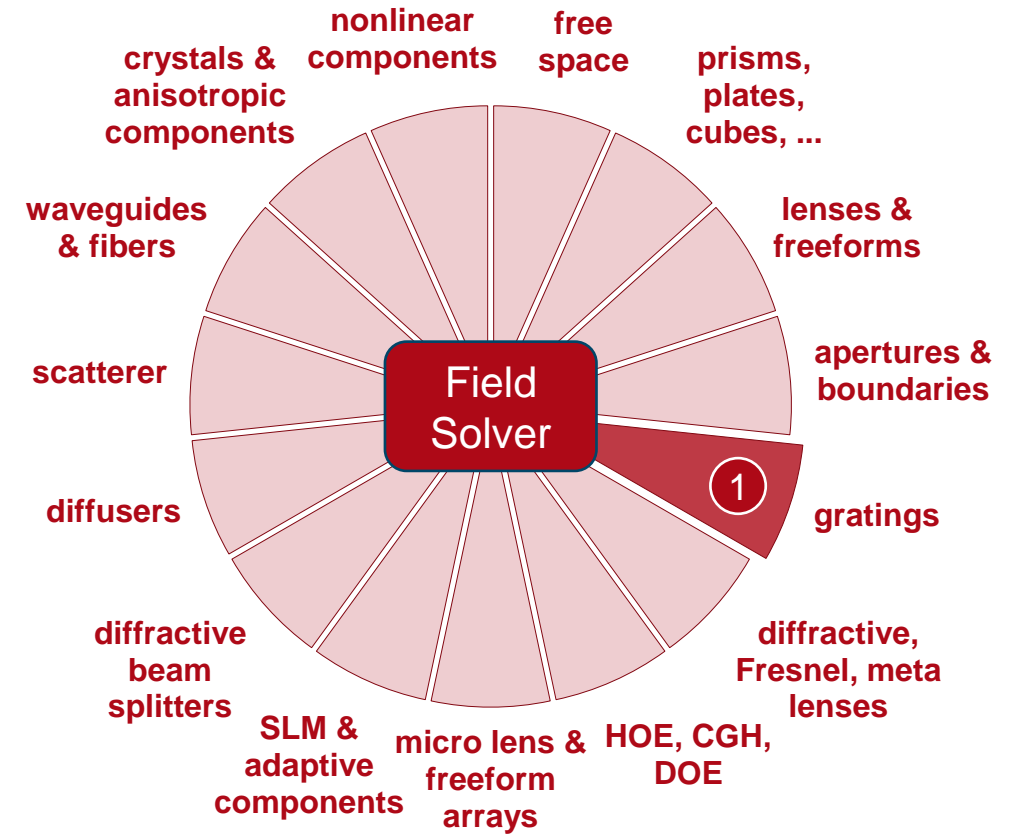 nonlinear
components
free
space
prisms,
plates,
cubes, ...
lenses &
freeforms
apertures &
boundaries
1
gratings
diffractive,
Fresnel, meta
lenses
HOE, CGH,
DOE
micro lens &
freeform
arrays
SLM &
adaptive
components
diffractive
beam
splitters
diffusers
scatterer
waveguides
& fibers
crystals &
anisotropic
components
Field
Solver